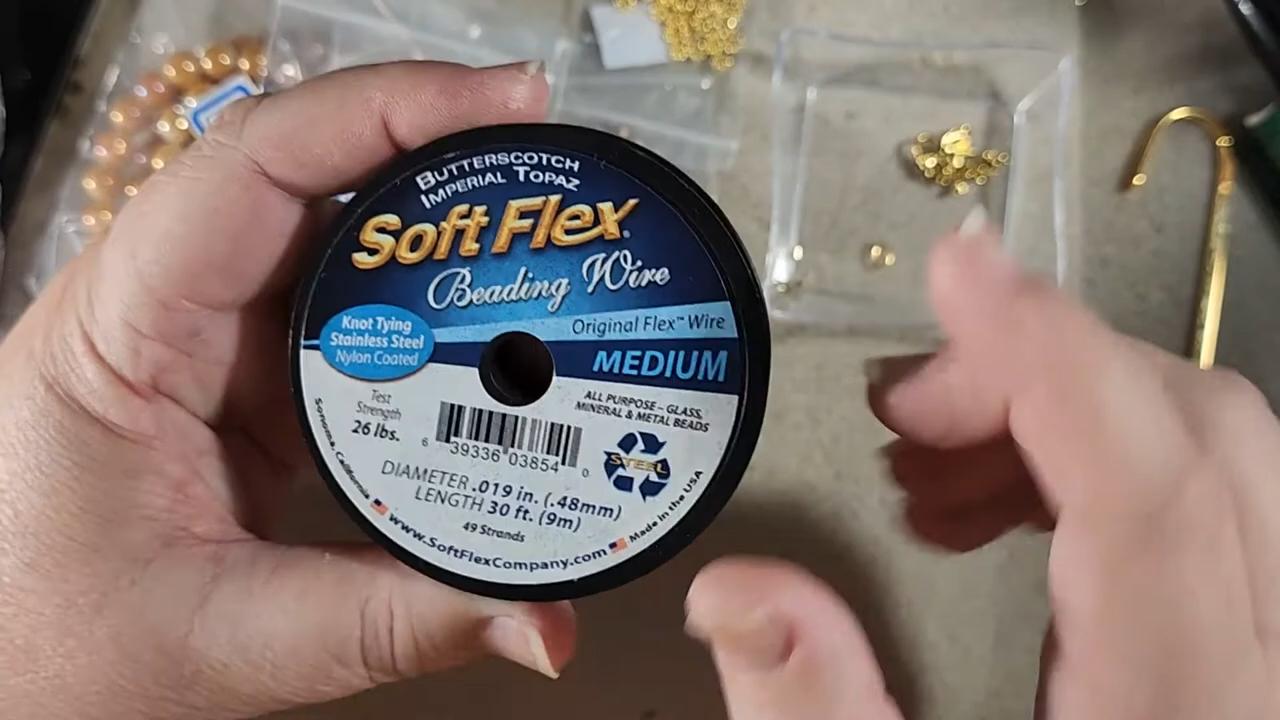 BUTTERSCOTCH
IMPERIAL TOPAZ
Soft Flex®
Beading Wire
Original Flex™ Wire
MEDIUM
Knot Tying
Stainless Steel
Nylon Coated
ALL PURPOSE – GLASS,
MINERAL & METAL BEADS
Test
Strength
26 lbs.
6 39336 03854 0
STEEL
DIAMETER .019 in. (.48mm)
LENGTH 30 ft. (9m)
49 Strands
Sonoma, California
www.SoftFlexCompany.com
Made in the USA